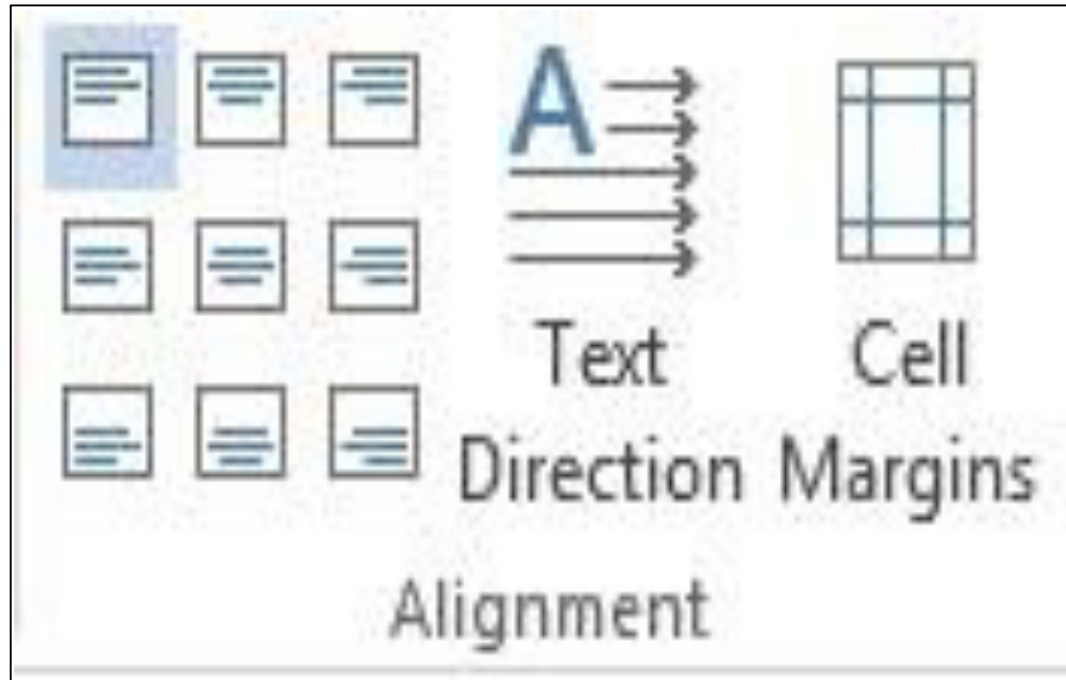 A
Text
Direction
Cell
Margins
Alignment